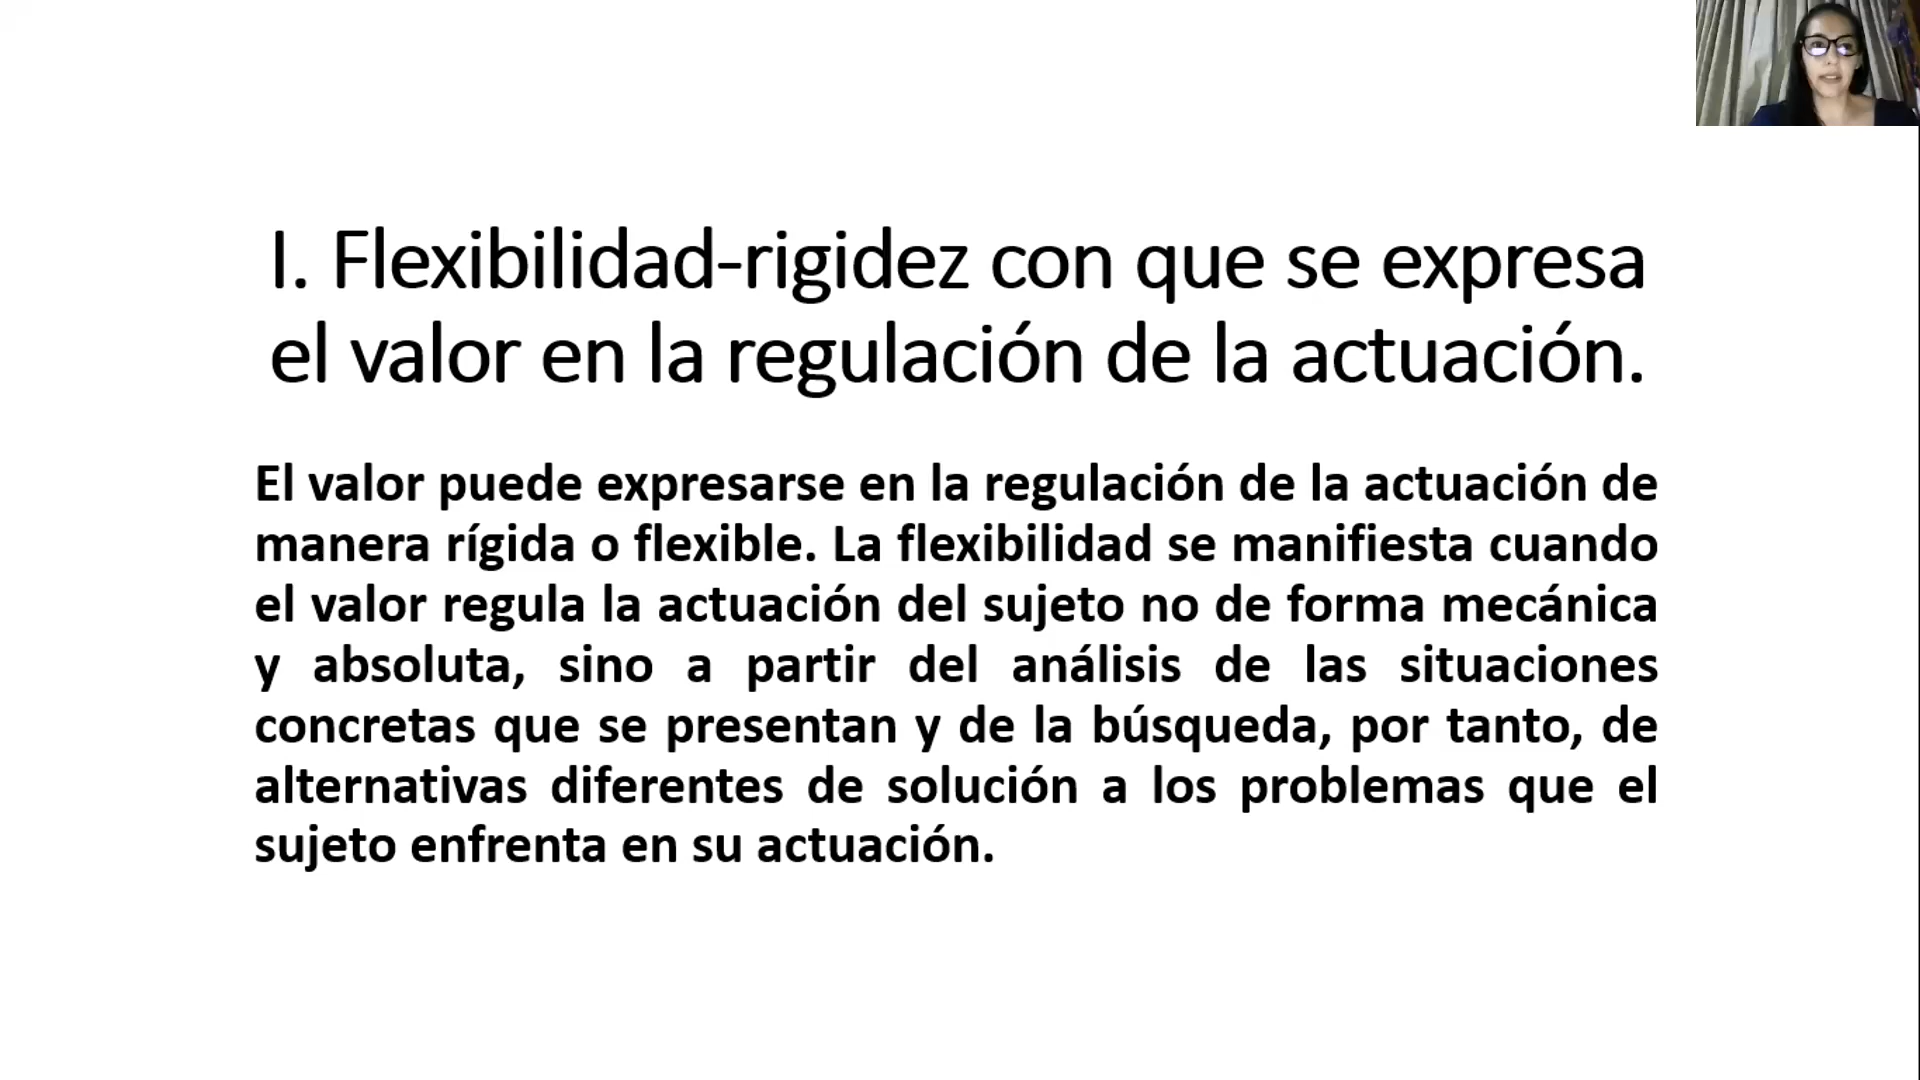 I. Flexibilidad-rigidez con que se expresa
el valor en la regulación de la actuación.
El valor puede expresarse en la regulación de la actuación de
manera rígida o flexible. La flexibilidad se manifiesta cuando
el valor regula la actuación del sujeto no de forma mecánica
y absoluta, sino a partir del análisis de las situaciones
concretas que se presentan y de la búsqueda, por tanto, de
alternativas diferentes de solución a los problemas que el
sujeto enfrenta en su actuación.